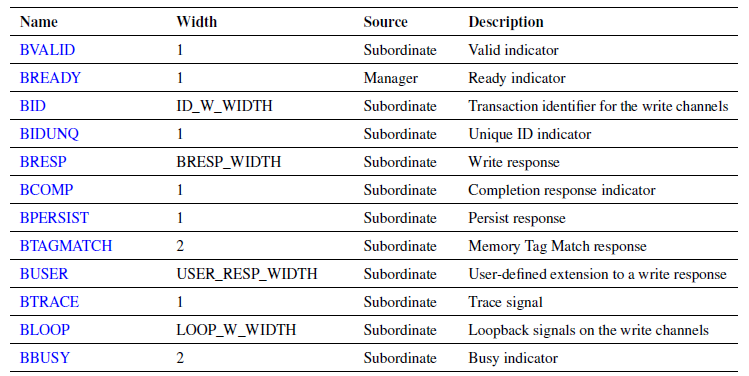 Name Width Source Description
BVALID 1 Subordinate Valid indicator
BREADY 1 Manager Ready indicator
BID ID_W_WIDTH Subordinate Transaction identifier for the write channels
BIDUNQ 1 Subordinate Unique ID indicator
BRESP BRESP_WIDTH Subordinate Write response
BCOMP 1 Subordinate Completion response indicator
BPERSIST 1 Subordinate Persist response
BTAGMATCH 2 Subordinate Memory Tag Match response
BUSER USER_RESP_WIDTH Subordinate User-defined extension to a write response
BTRACE 1 Subordinate Trace signal
BLOOP LOOP_W_WIDTH Subordinate Loopback signals on the write channels
BBUSY 2 Subordinate Busy indicator